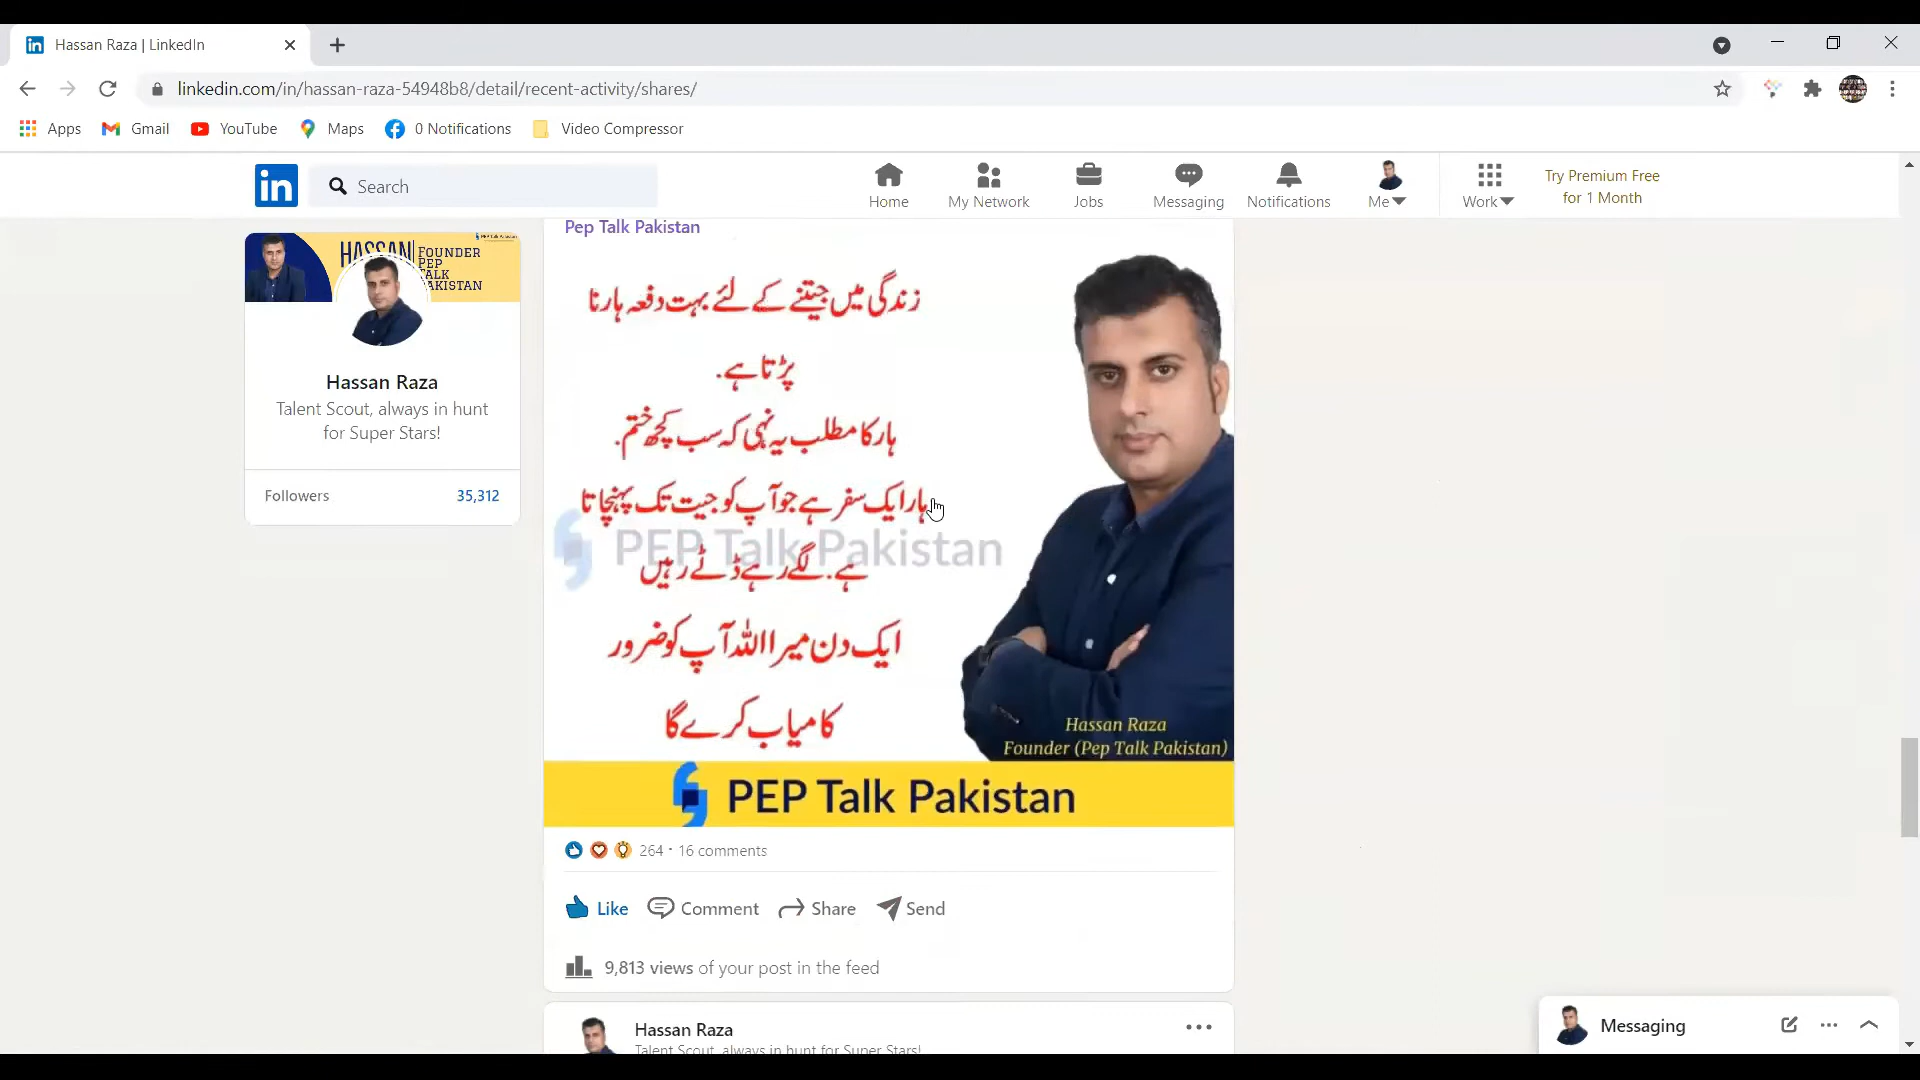 Hassan Raza | LinkedIn
linkedin.com/in/hassan-raza-54948b8/detail/recent-activity/shares/
Apps Gmail YouTube Maps 0 Notifications Video Compressor
in Search Home My Network Jobs Messaging Notifications Me Work Try Premium Free
for 1 Month
HASSAN
FOUNDER
PEP
TALK
PAKISTAN
Hassan Raza
Talent Scout, always in hunt
for Super Stars!
Followers 35,312
Pep Talk Pakistan
زندگی میں جیتنے کے لئے بہت دفعہ ہارنا
پڑتا ہے.
ہار کا مطلب یہ نہی کہ سب کچھ ختم.
ہار ایک سفر ہے جو آپ کو جیت تک پہنچاتا
PEP Talk Pakistan
ہے. لگے رہے ڈٹے رہیں
ایک دن میرا اللہ آپ کو ضرور
کامیاب کرے گا
Hassan Raza
Founder (Pep Talk Pakistan)
PEP Talk Pakistan
264 · 16 comments
Like Comment Share Send
9,813 views of your post in the feed
Hassan Raza
Talent Scout, always in hunt for Super Stars!
Messaging